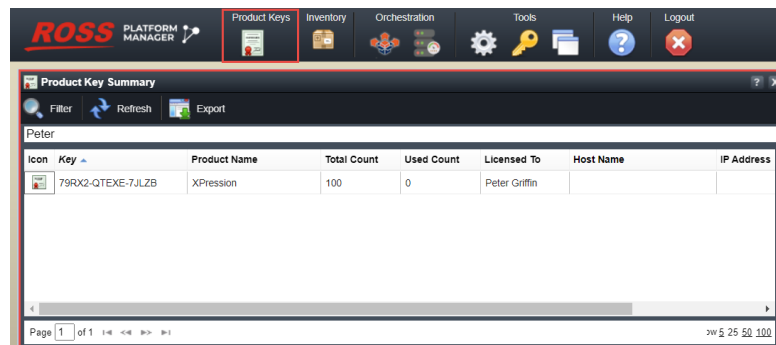 ROSS PLATFORM MANAGER
Product Keys Inventory Orchestration Tools Help Logout
Product Key Summary ?
Filter Refresh Export
Peter
Icon Key Product Name Total Count Used Count Licensed To Host Name IP Address
79RX2-QTEXE-7JLZB XPression 100 0 Peter Griffin
Page 1 of 1 5 25 50 100